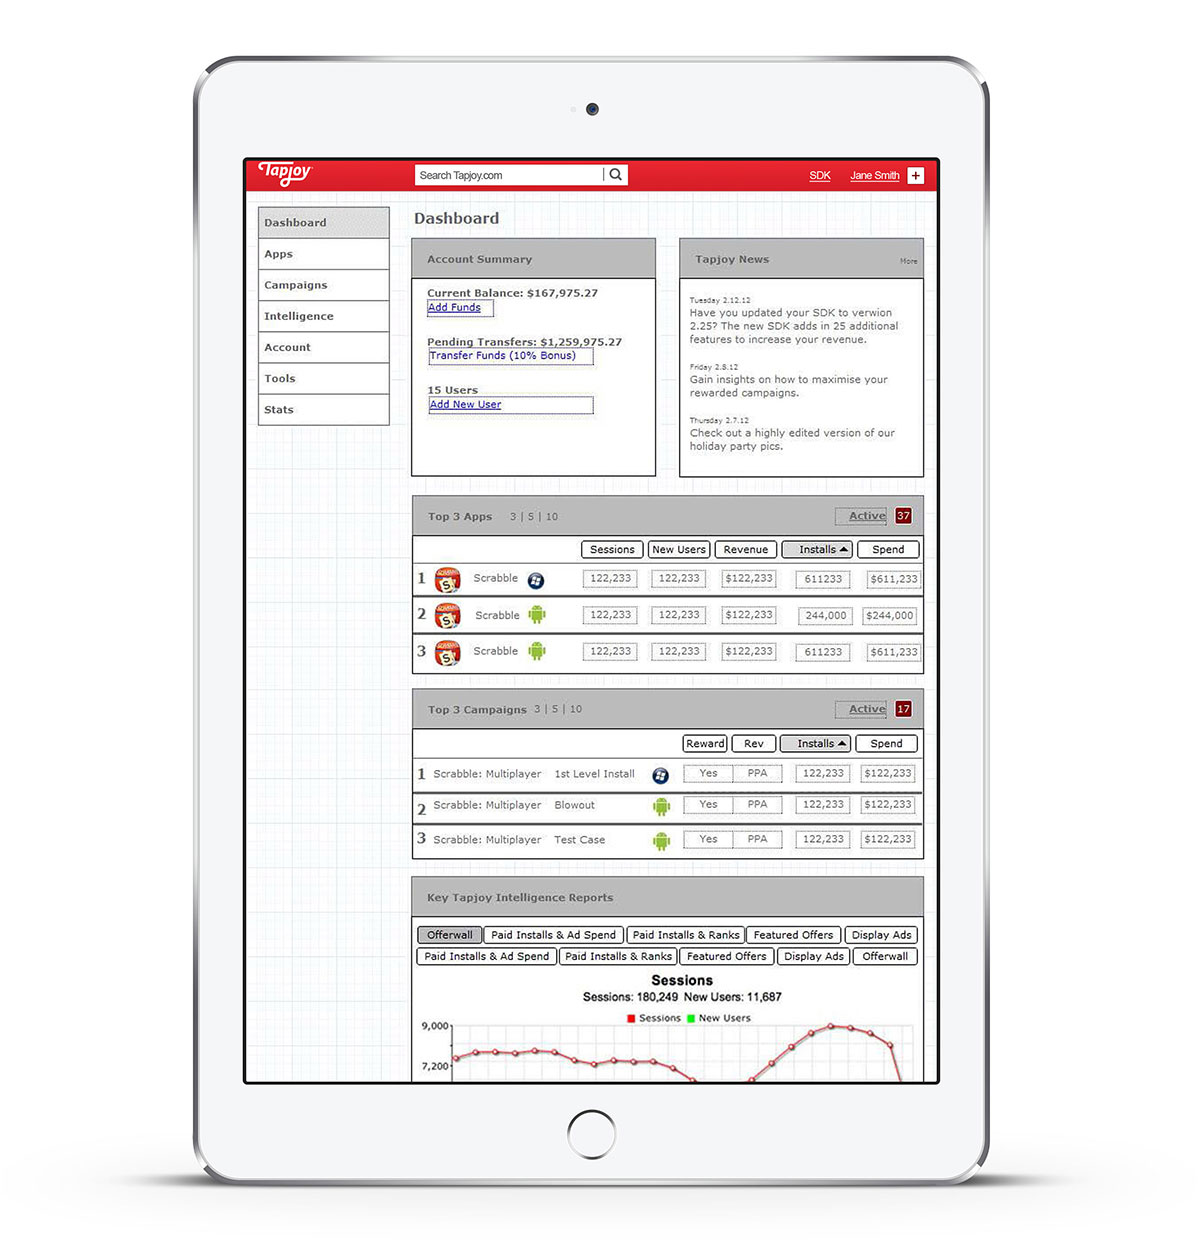 Tapjoy
Search Tapjoy.com
SDK
Jane Smith
+
Dashboard
Apps
Campaigns
Intelligence
Account
Tools
Stats
Dashboard
Account Summary
Current Balance: $167,975.27
Add Funds
Pending Transfers: $1,259,975.27
Transfer Funds (10% Bonus)
15 Users
Add New User
Tapjoy News
More
Tuesday 2.12.12
Have you updated your SDK to verwion
2.25? The new SDK adds in 25 additional
features to increase your revenue.
Friday 2.8.12
Gain insights on how to maximise your
rewarded campaigns.
Thursday 2.7.12
Check out a highly edited version of our
holiday party pics.
Top 3 Apps 3 | 5 | 10 Active 37
Sessions New Users Revenue Installs Spend
1 Scrabble 122,233 122,233 $122,233 611233 $611,233
2 Scrabble 122,233 122,233 $122,233 244,000 $244,000
3 Scrabble 122,233 122,233 $122,233 611233 $611,233
Top 3 Campaigns 3 | 5 | 10 Active 17
Reward Rev Installs Spend
1 Scrabble: Multiplayer 1st Level Install Yes PPA 122,233 $122,233
2 Scrabble: Multiplayer Blowout Yes PPA 122,233 $122,233
3 Scrabble: Multiplayer Test Case Yes PPA 122,233 $122,233
Key Tapjoy Intelligence Reports
Offerwall Paid Installs & Ad Spend Paid Installs & Ranks Featured Offers Display Ads
Paid Installs & Ad Spend Paid Installs & Ranks Featured Offers Display Ads Offerwall
Sessions
Sessions: 180,249 New Users: 11,687
Sessions New Users
9,000
7,200